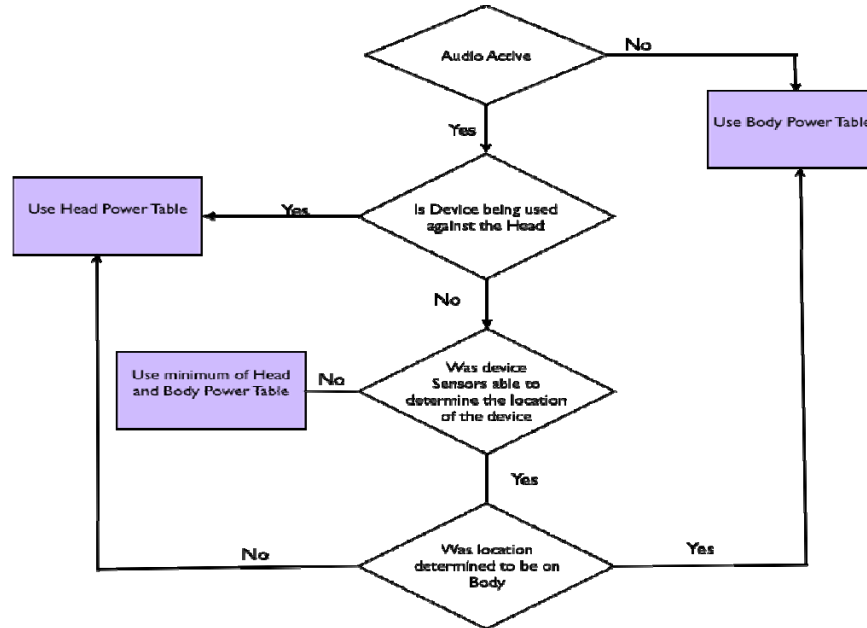 No
Audio Active
Use Body Power Table
Yes
Is Device being used
against the Head
Yes
Use Head Power Table
No
Was device
Sensors able to
determine the location
of the device
No
Use minimum of Head
and Body Power Table
Yes
Was location
determined to be on
Body
No
Yes